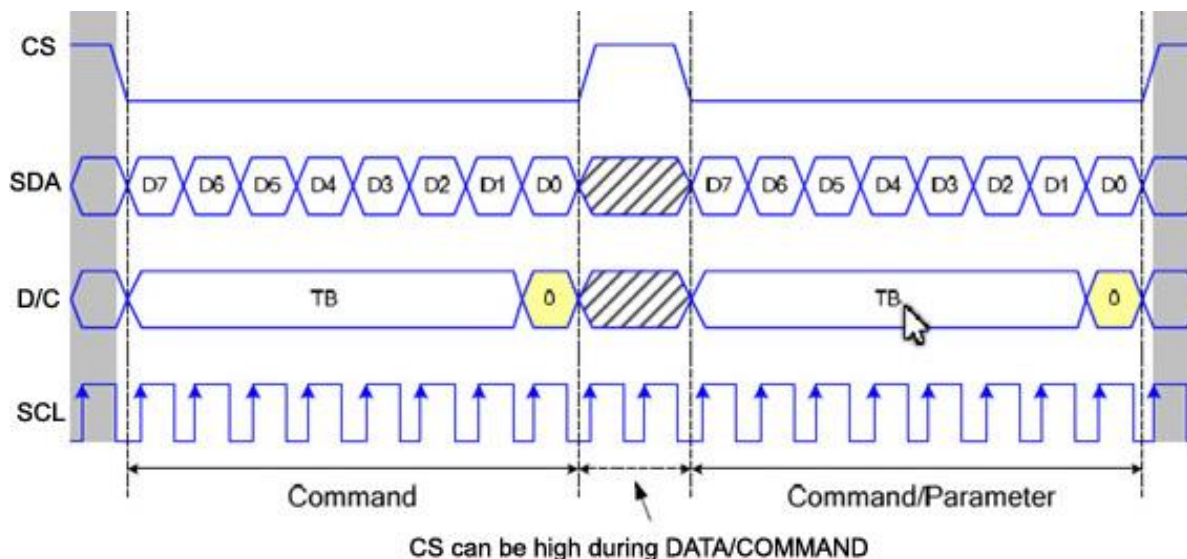 CS
SDA D7 D6 D5 D4 D3 D2 D1 D0 D7 D6 D5 D4 D3 D2 D1 D0
D/C TB 0 TB 0
SCL
Command Command/Parameter
CS can be high during DATA/COMMAND